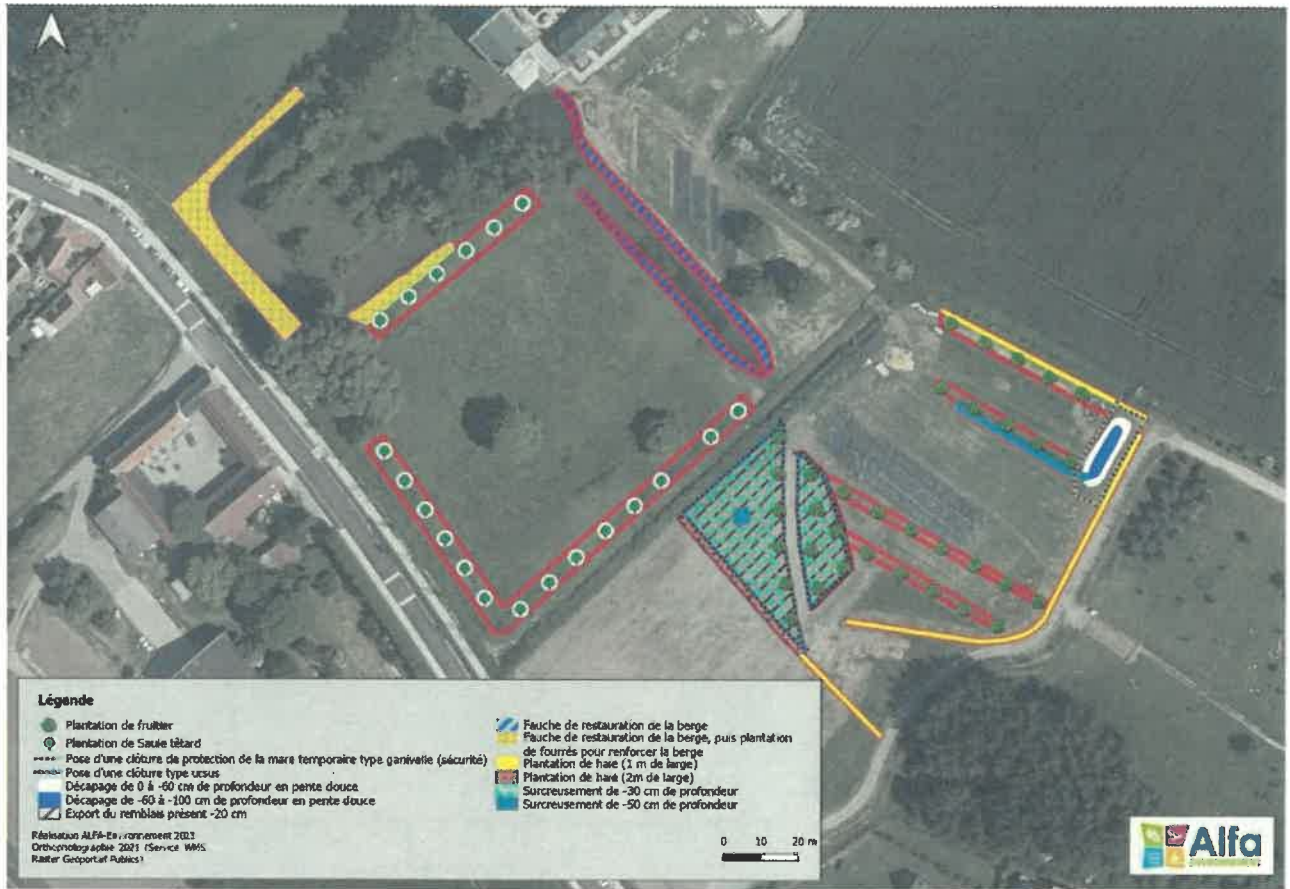 Légende
Plantation de fruitier
Plantation de Saule têtard
Pose d'une clôture de protection de la mare temporaire type ganivelle (sécurité)
Pose d'une clôture type ursus
Décapage de 0 à -60 cm de profondeur en pente douce
Décapage de -60 à -100 cm de profondeur en pente douce
Export du remblais présent -20 cm
Fauche de restauration de la berge
Fauche de restauration de la berge, puis plantation
de fourrés pour renforcer la berge
Plantation de haie (1 m de large)
Plantation de haie (2m de large)
Surcreusement de -30 cm de profondeur
Surcreusement de -50 cm de profondeur
Réalisation ALFA-Environnement 2023
Orthophotographie 2021 (Service WMS
Raster Geoportail Publics)
0 10 20 m
Alfa
ENVIRONNEMENT